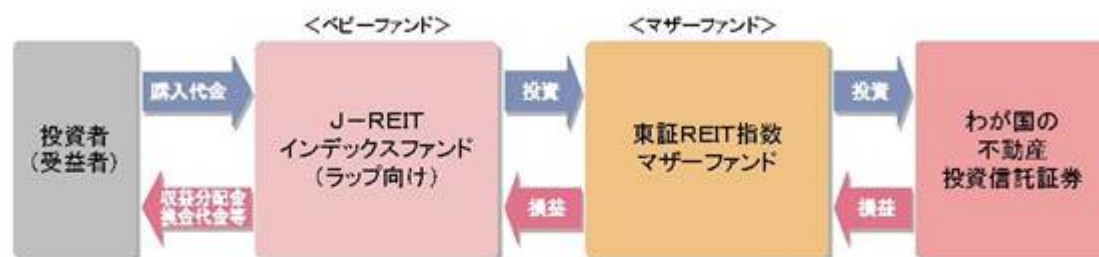 ＜ベビーファンド＞
＜マザーファンド＞
投資者
(受益者)
購入代金
収益分配金
換金代金等
J－REIT
インデックスファンド
(ラップ向け)
投資
損益
東証REIT指数
マザーファンド
投資
損益
わが国の
不動産
投資信託証券